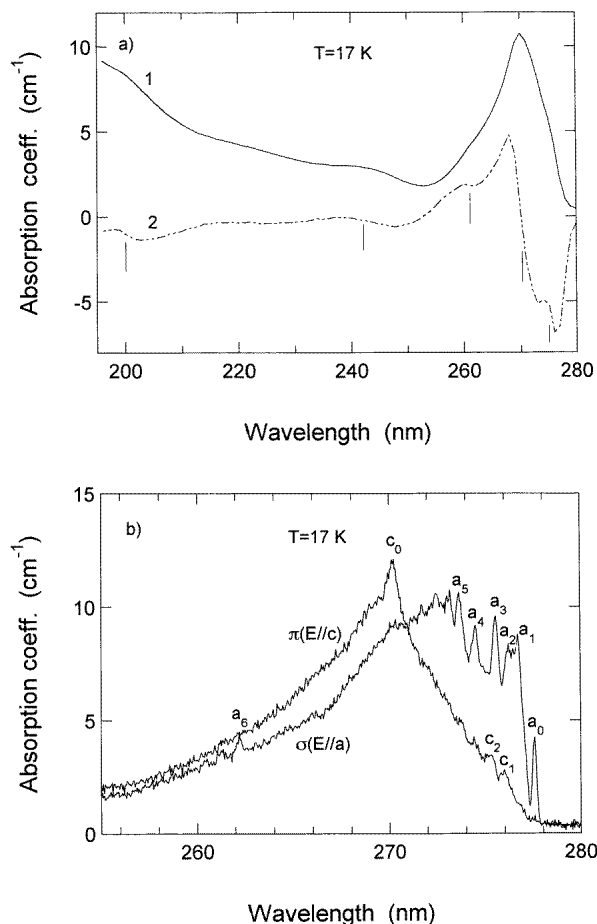 a)
T=17 K
1
2
10
5
0
-5
Absorption coeff. (cm⁻¹)
200 220 240 260 280
Wavelength (nm)
15
b)
T=17 K
c₀
a₅
a₄
a₃
a₂
a₁
10
π(E//c)
a₀
a₆
σ(E//a)
c₂
c₁
5
0
Absorption coeff. (cm⁻¹)
260 270 280
Wavelength (nm)